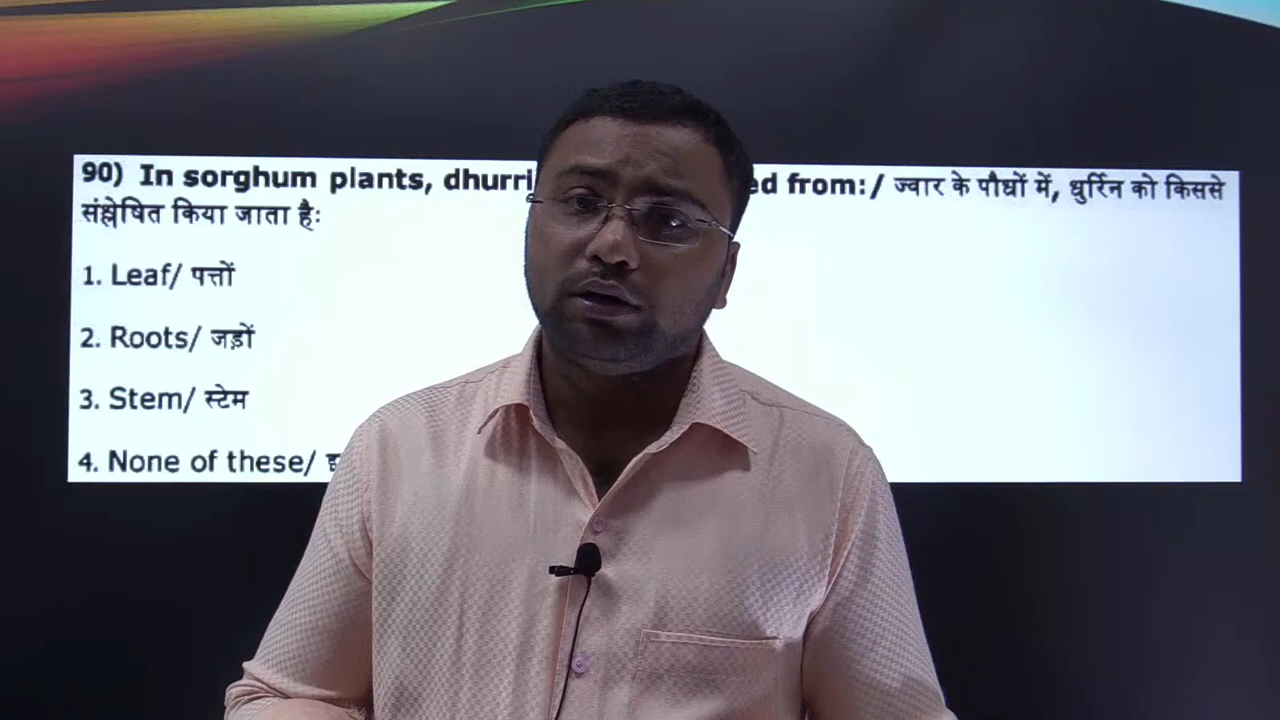 90) In sorghum plants, dhurri ed from:/ ज्वार के पौधों में, धुर्रिन को किससे
संश्लेषित किया जाता है:
1. Leaf/ पत्तों
2. Roots/ जड़ों
3. Stem/ स्टेम
4. None of these/